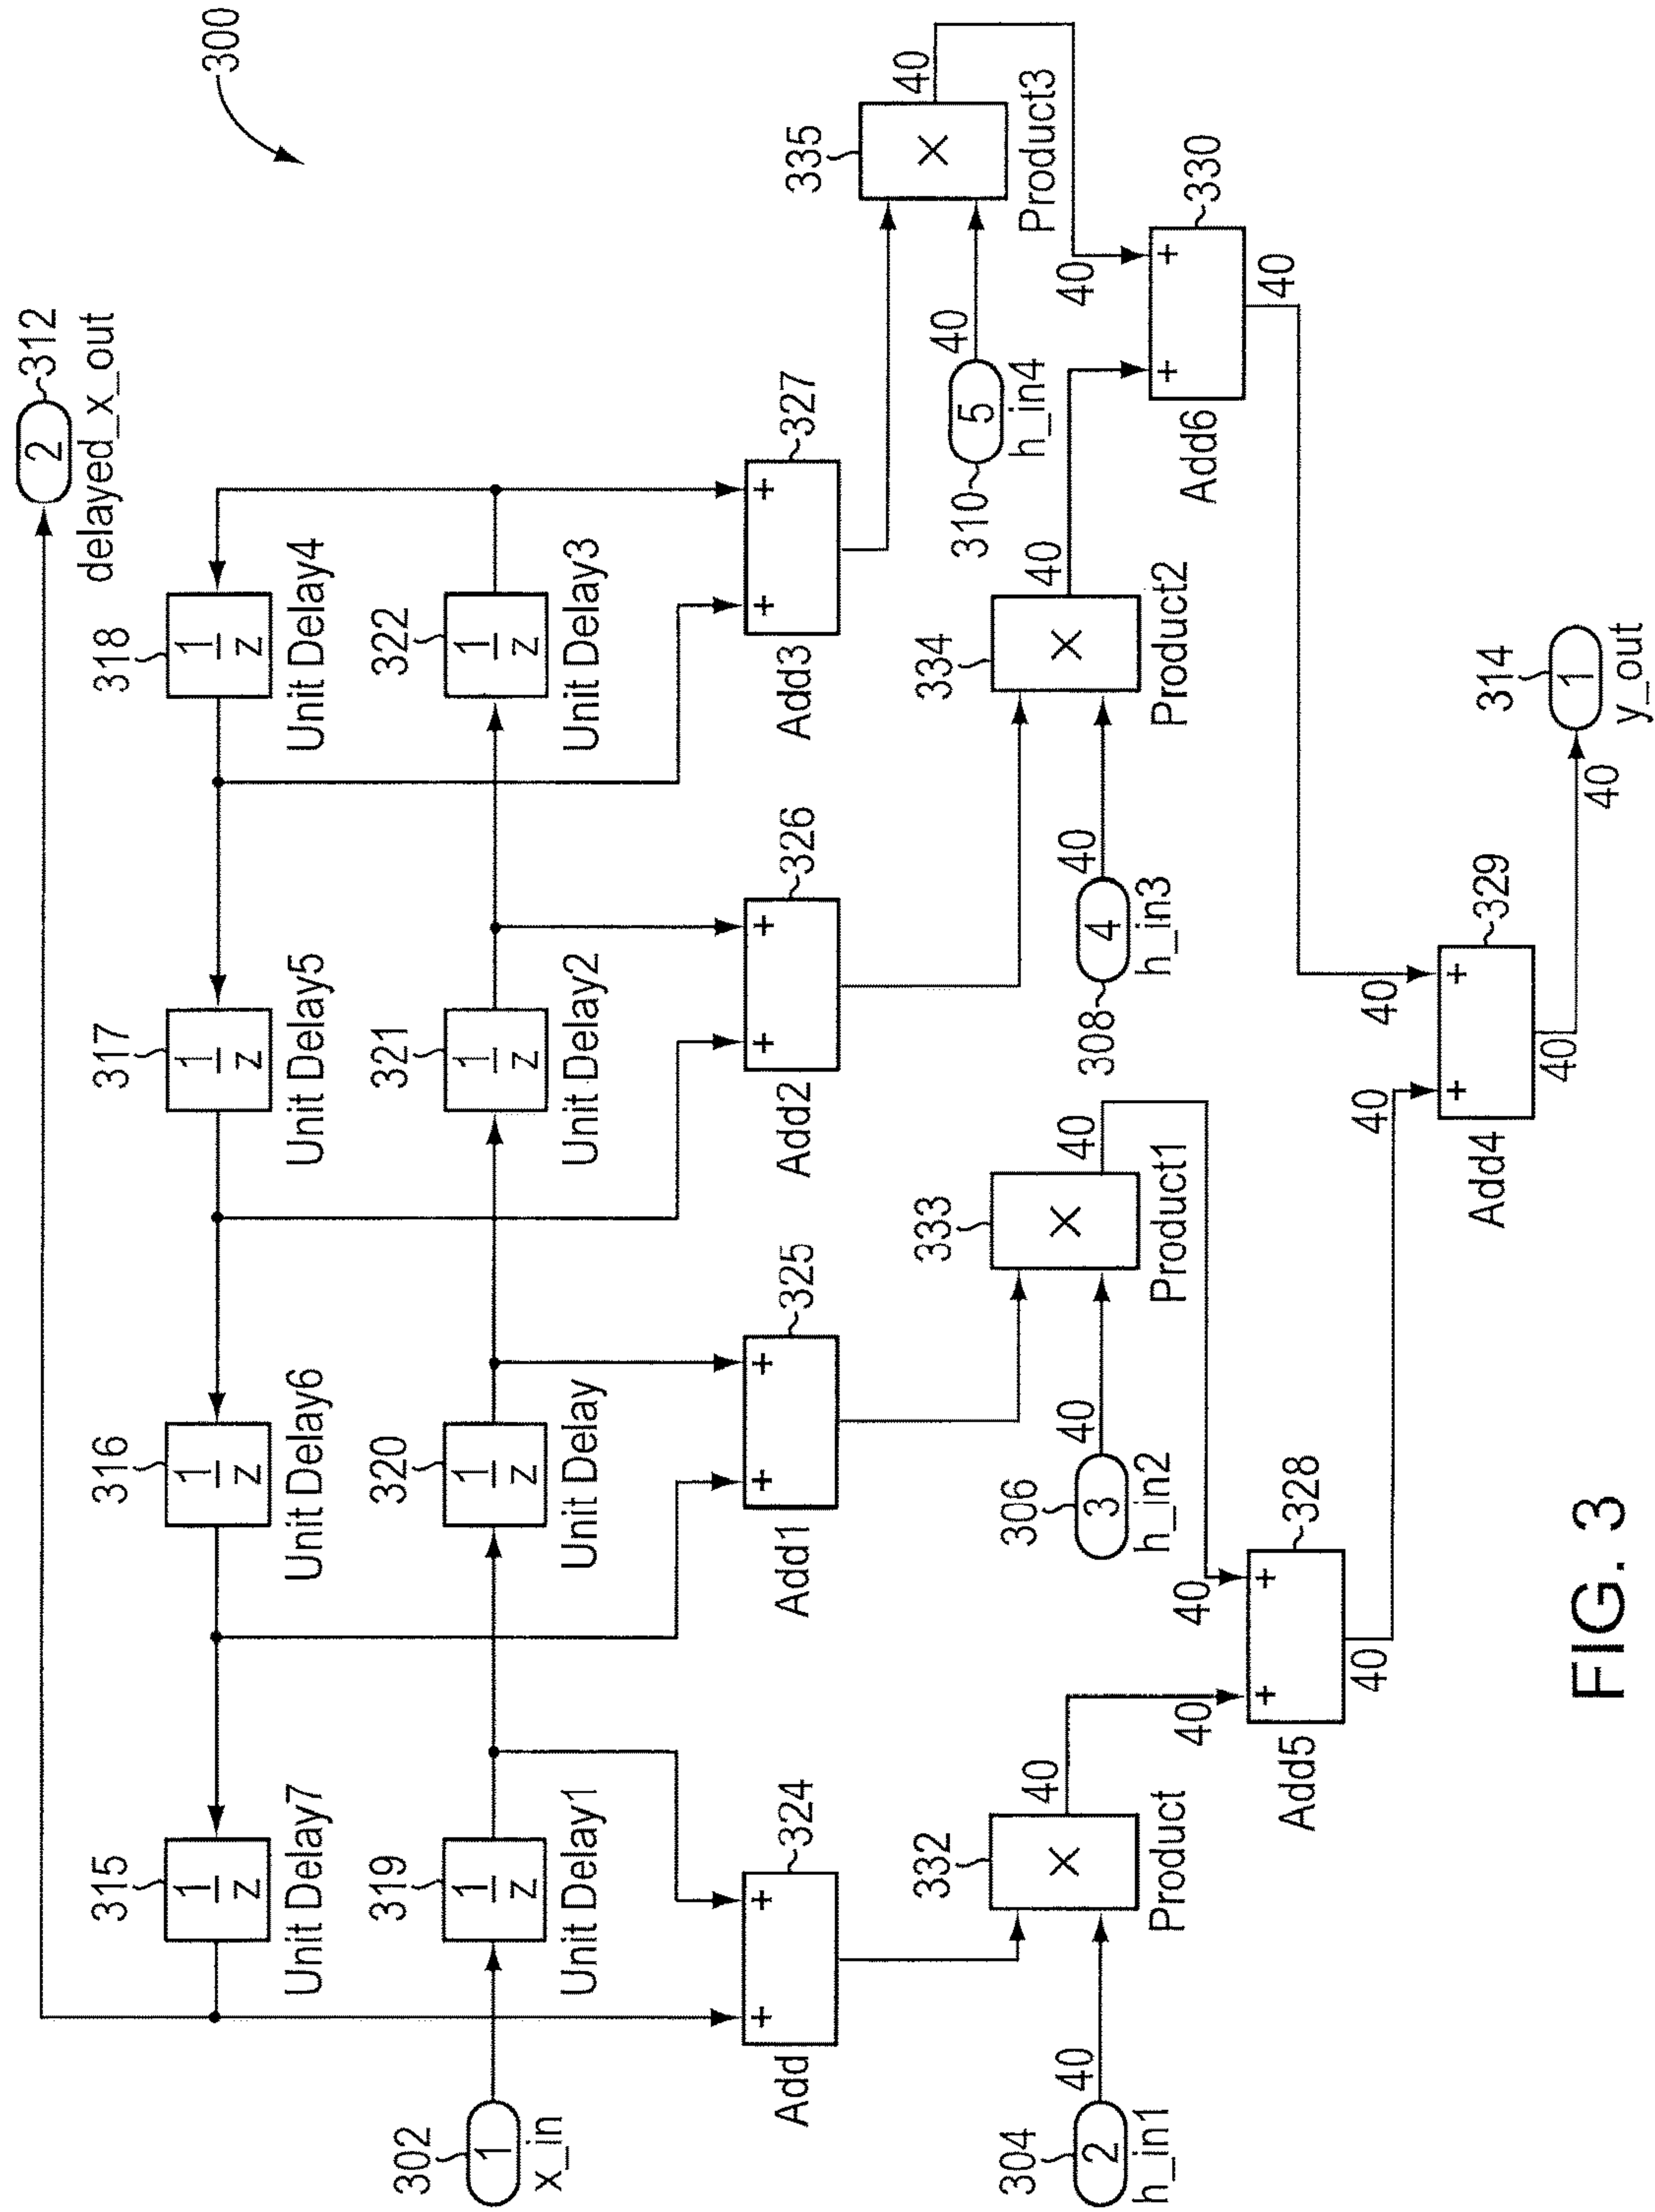 300
2
312
delayed_x_out
315
1
z
Unit Delay7
316
1
z
Unit Delay6
317
1
z
Unit Delay5
318
1
z
Unit Delay4
302
1
x_in
319
1
z
Unit Delay1
320
1
z
Unit Delay
321
1
z
Unit Delay2
322
1
z
Unit Delay3
+
+
324
Add
+
+
325
Add1
+
+
326
Add2
+
+
327
Add3
335
×
40
Product3
310
5
40
h_in4
304
2
40
h_in1
332
×
40
Product
306
3
40
h_in2
333
×
40
Product1
308
4
40
h_in3
334
×
40
Product2
40
+
+
330
40
Add6
40
40
+
+
328
40
Add5
40
40
+
+
329
40
Add4
40
314
1
y_out
FIG. 3